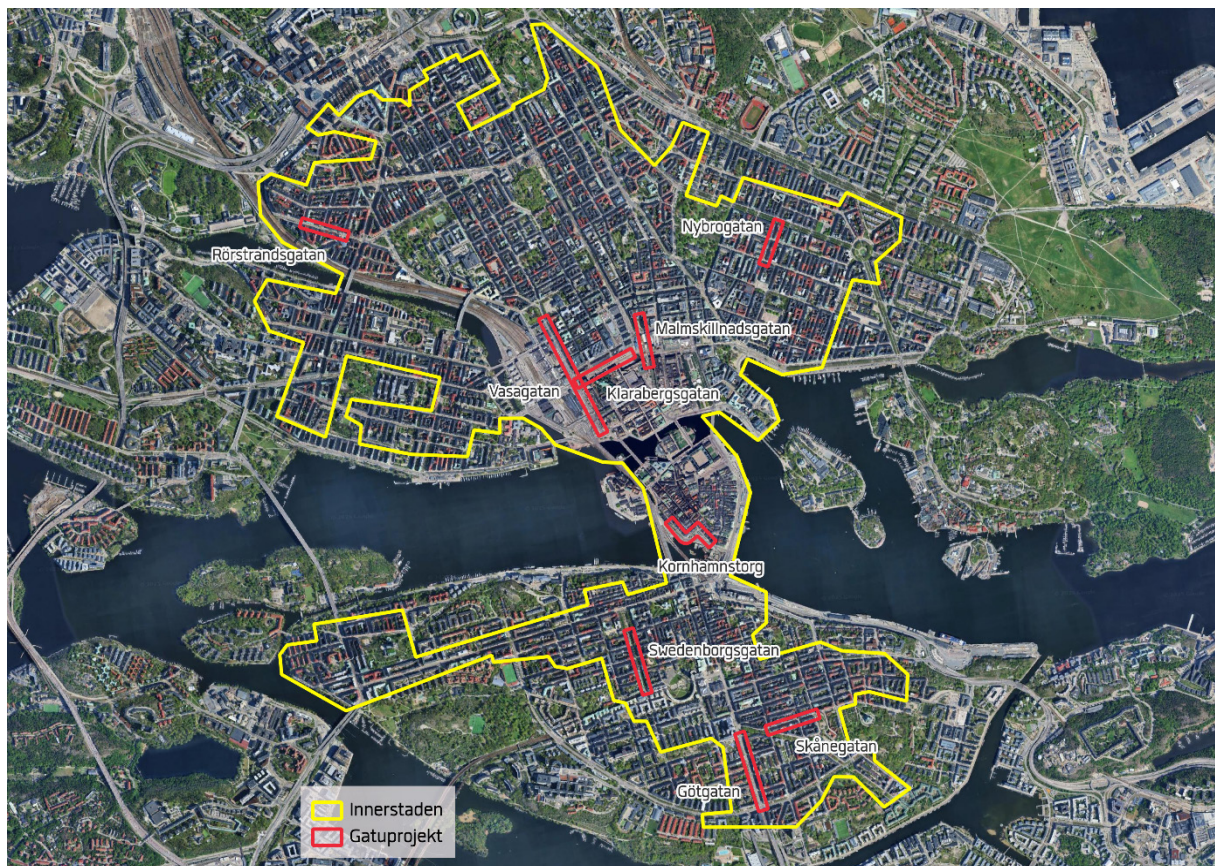 Nybrogatan
Rörstrandsgatan
Malmskillnadsgatan
Vasagatan
Klarabergsgatan
Kornhamnstorg
Swedenborgsgatan
Skånegatan
Götgatan
Innerstaden
Gatuprojekt